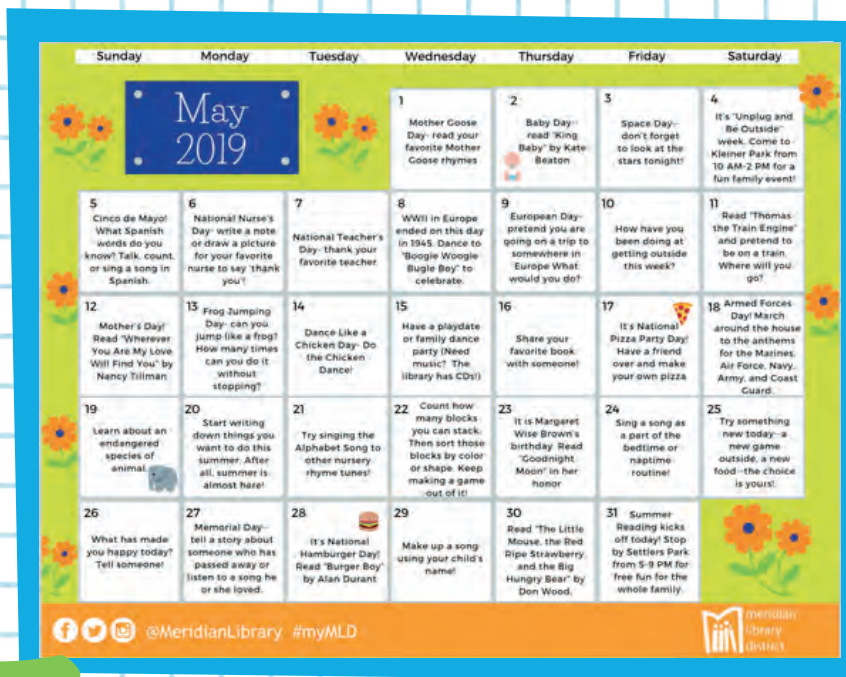 Sunday Monday Tuesday Wednesday Thursday Friday Saturday
May
2019
1
Mother Goose
Day- read your
favorite Mother
Goose rhymes
2
Baby Day--
read "King
Baby" by Kate
Beaton
3
Space Day--
don't forget
to look at the
stars tonight!
4
It's "Unplug and
Be Outside"
week. Come to
Kleiner Park from
10 AM-2 PM for a
fun family event!
5
Cinco de Mayo!
What Spanish
words do you
know? Talk, count,
or sing a song in
Spanish.
6
National Nurse's
Day- write a note
or draw a picture
for your favorite
nurse to say "thank
you"!
7
National Teacher's
Day- thank your
favorite teacher
8
WWII in Europe
ended on this day
in 1945. Dance to
"Boogie Woogie
Bugle Boy" to
celebrate.
9
European Day-
pretend you are
going on a trip to
somewhere in
Europe What
would you do?
10
How have you
been doing at
getting outside
this week?
11
Read "Thomas
the Train Engine"
and pretend to
be on a train.
Where will you
go?
12
Mother's Day!
Read "Wherever
You Are My Love
Will Find You" by
Nancy Tillman
13 Frog Jumping
Day- can you
jump like a frog?
How many times
can you do it
without
stopping?
14
Dance Like a
Chicken Day- Do
the Chicken
Dance!
15
Have a playdate
or family dance
party (Need
music? The
library has CDs!)
16
Share your
favorite book
with someone!
17
It's National
Pizza Party Day!
Have a friend
over and make
your own pizza
18 Armed Forces
Day! March
around the house
to the anthems
for the Marines,
Air Force, Navy,
Army, and Coast
Guard.
19
Learn about an
endangered
species of
animal.
20
Start writing
down things you
want to do this
summer. After
all, summer is
almost here!
21
Try singing the
Alphabet Song to
other nursery
rhyme tunes!
22 Count how
many blocks
you can stack.
Then sort those
blocks by color
or shape. Keep
making a game
out of it!
23
It is Margaret
Wise Brown's
birthday. Read
"Goodnight
Moon" in her
honor
24
Sing a song as
a part of the
bedtime or
naptime
routine!
25
Try something
new today--a
new game
outside, a new
food--the choice
is yours!
26
What has made
you happy today?
Tell someone!
27
Memorial Day--
tell a story about
someone who has
passed away or
listen to a song he
or she loved.
28
It's National
Hamburger Day!
Read "Burger Boy"
by Alan Durant
29
Make up a song
using your child's
name!
30
Read "The Little
Mouse, the Red
Ripe Strawberry
and the Big
Hungry Bear" by
Don Wood.
31 Summer
Reading kicks
off today! Stop
by Settlers Park
from 5-9 PM for
free fun for the
whole family.
@MeridianLibrary #myMLD
meridian
library
district